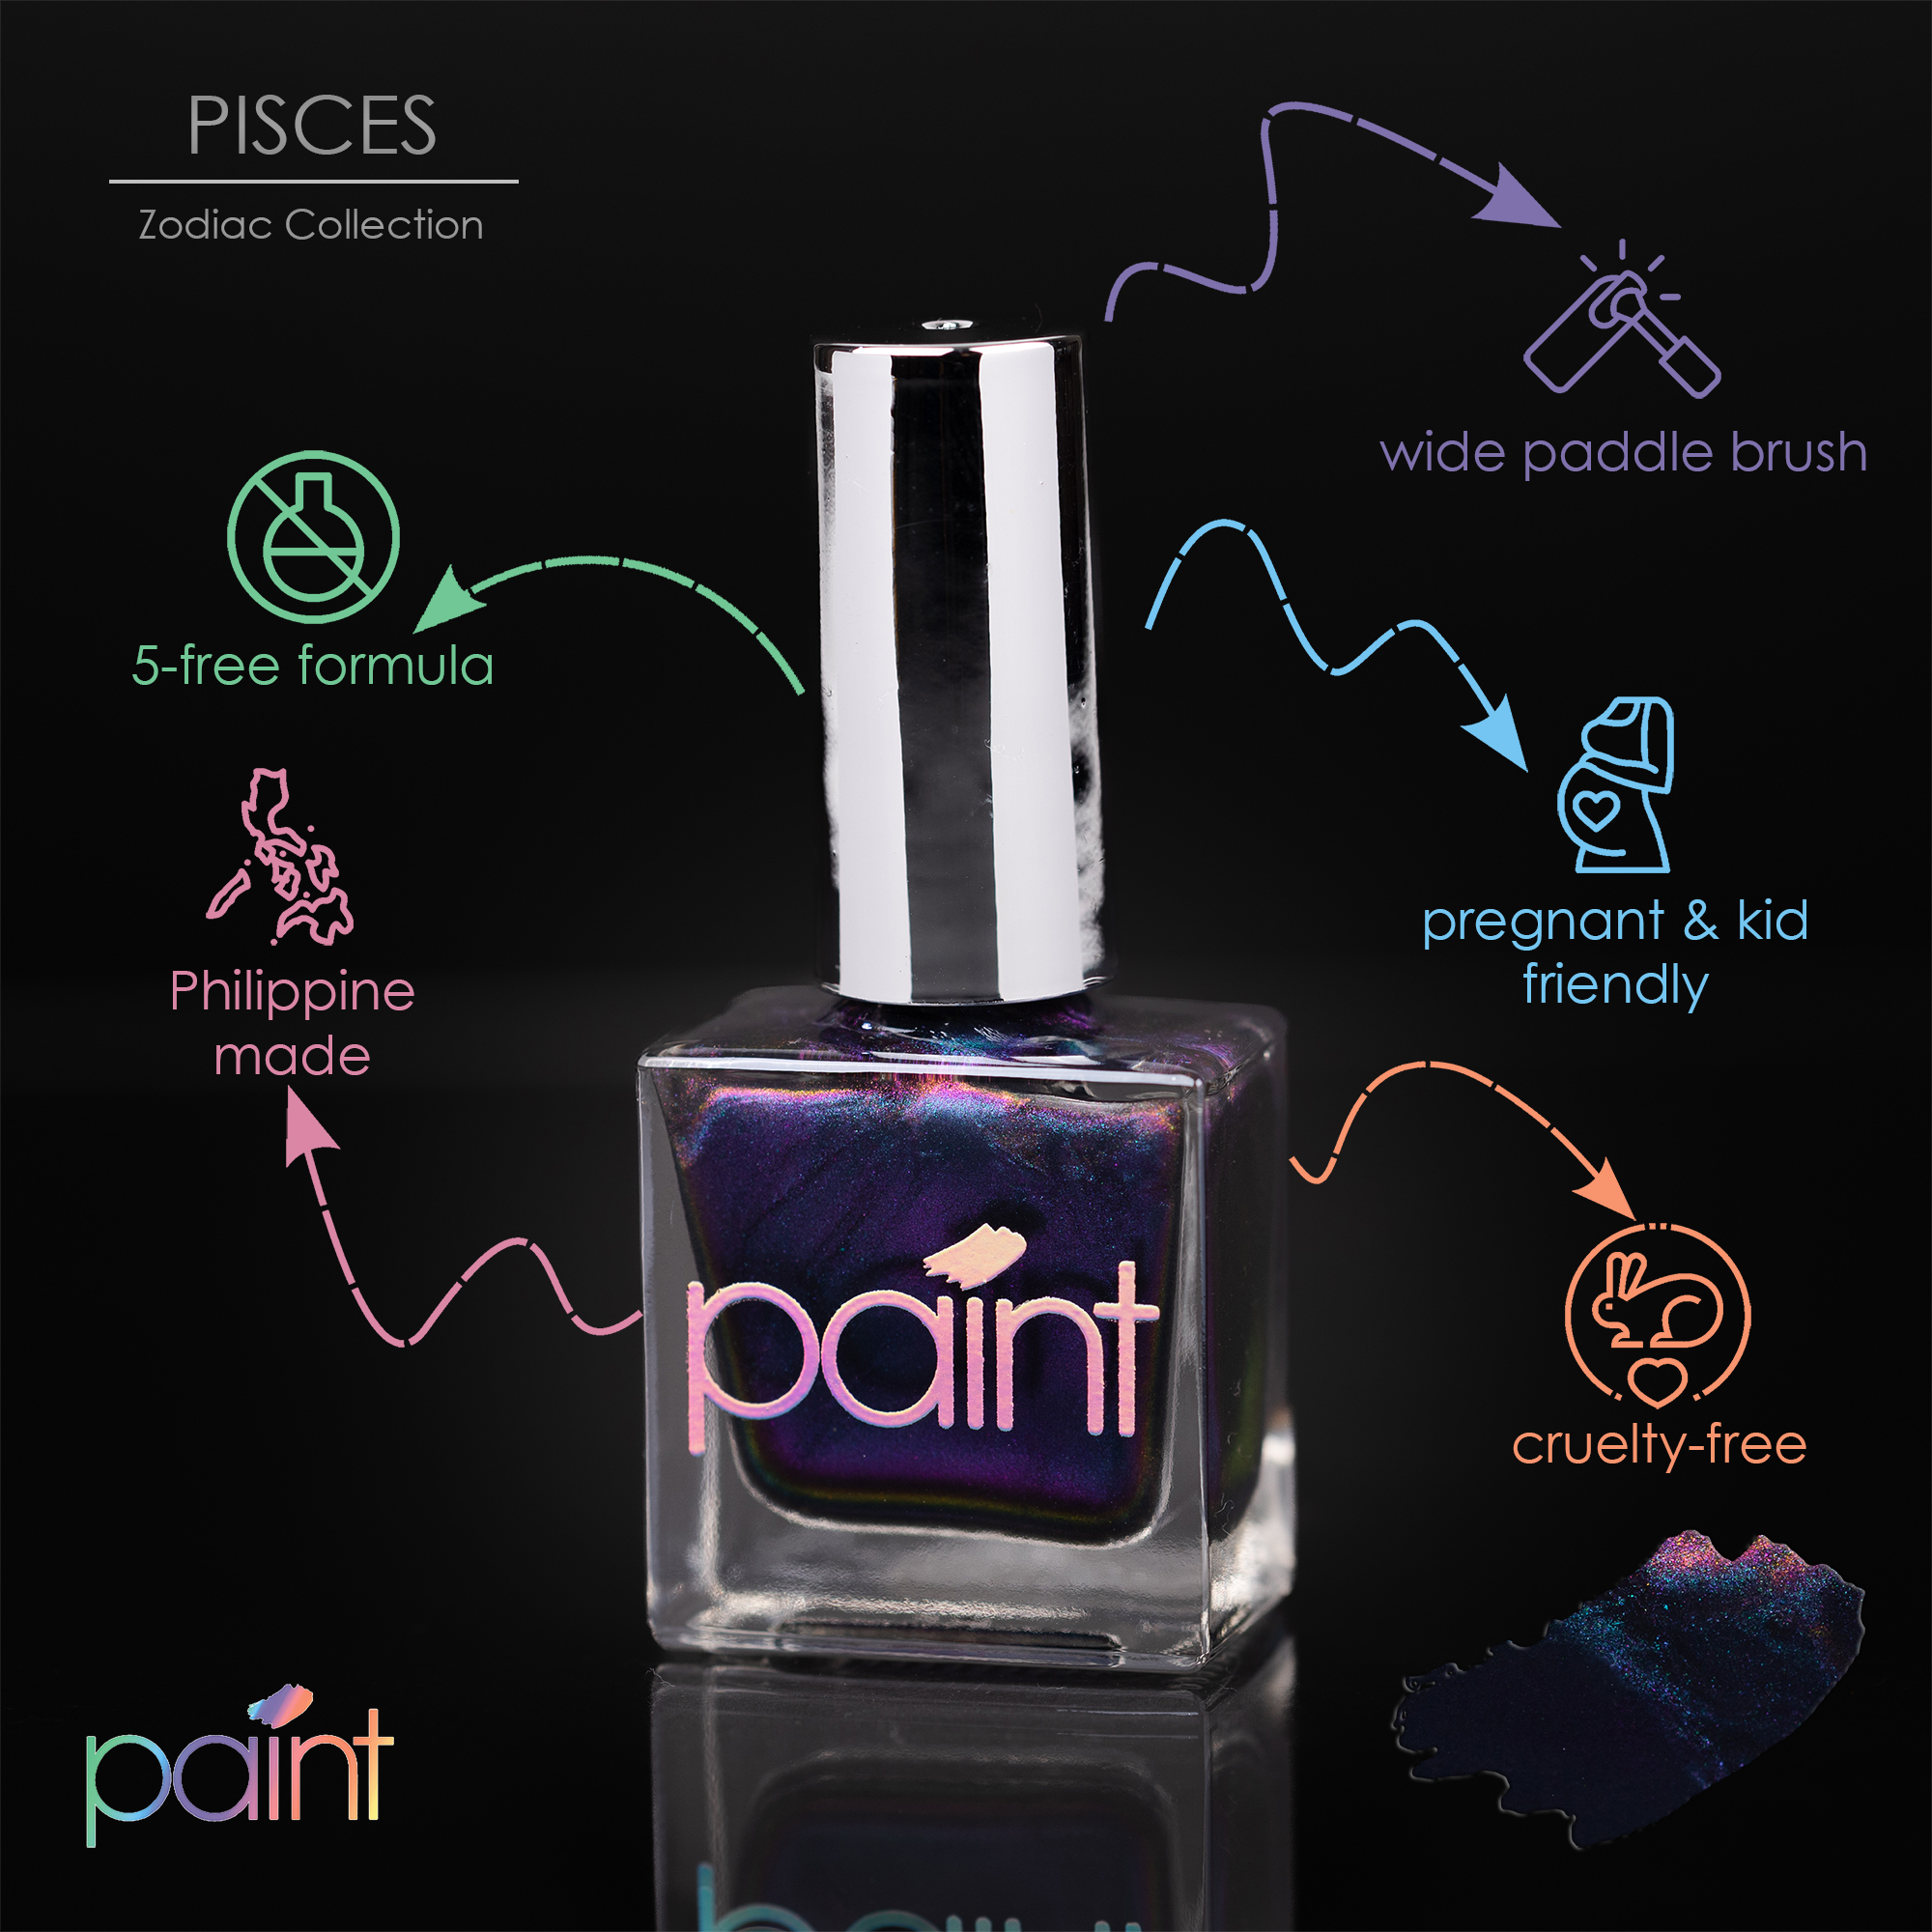 PISCES
Zodiac Collection
wide paddle brush
5-free formula
pregnant & kid
friendly
Philippine
made
paint
cruelty-free
paint